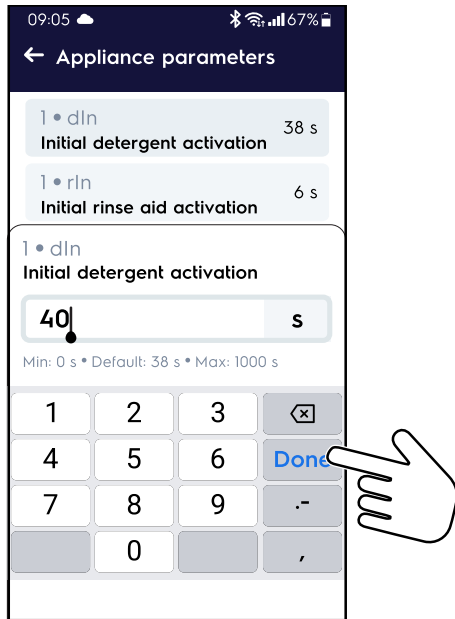 09:05 67%
← Appliance parameters
1 • dIn
Initial detergent activation
38 s
1 • rIn
Initial rinse aid activation
6 s
1 • dIn
Initial detergent activation
40 s
Min: 0 s • Default: 38 s • Max: 1000 s
1 2 3
4 5 6 Done
7 8 9 .-
0 ,